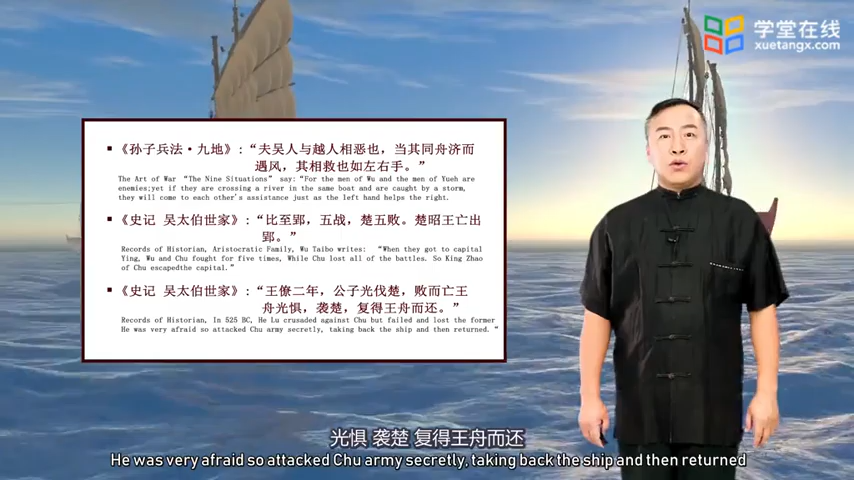 学堂在线
xuetangx.com
▪《孙子兵法·九地》:“夫吴人与越人相恶也，当其同舟济而
遇风，其相救也如左右手。”
The Art of War “The Nine Situations” say:“For the men of Wu and the men of Yueh are
enemies;yet if they are crossing a river in the same boat and are caught by a storm,
they will come to each other's assistance just as the left hand helps the right.
▪《史记 吴太伯世家》:“比至郢，五战，楚五败。楚昭王亡出
郢。”
Records of Historian, Aristocratic Family, Wu Taibo writes: “When they got to capital
Ying, Wu and Chu fought for five times, While Chu lost all of the battles. So King Zhao
of Chu escapedthe capital.”
▪《史记 吴太伯世家》:“王僚二年，公子光伐楚，败而亡王
舟光惧，袭楚，复得王舟而还。”
Records of Historian, In 525 BC, He Lu crusaded against Chu but failed and lost the former
He was very afraid so attacked Chu army secretly, taking back the ship and then returned.“
光惧 袭楚 复得王舟而还
He was very afraid so attacked Chu army secretly, taking back the ship and then returned